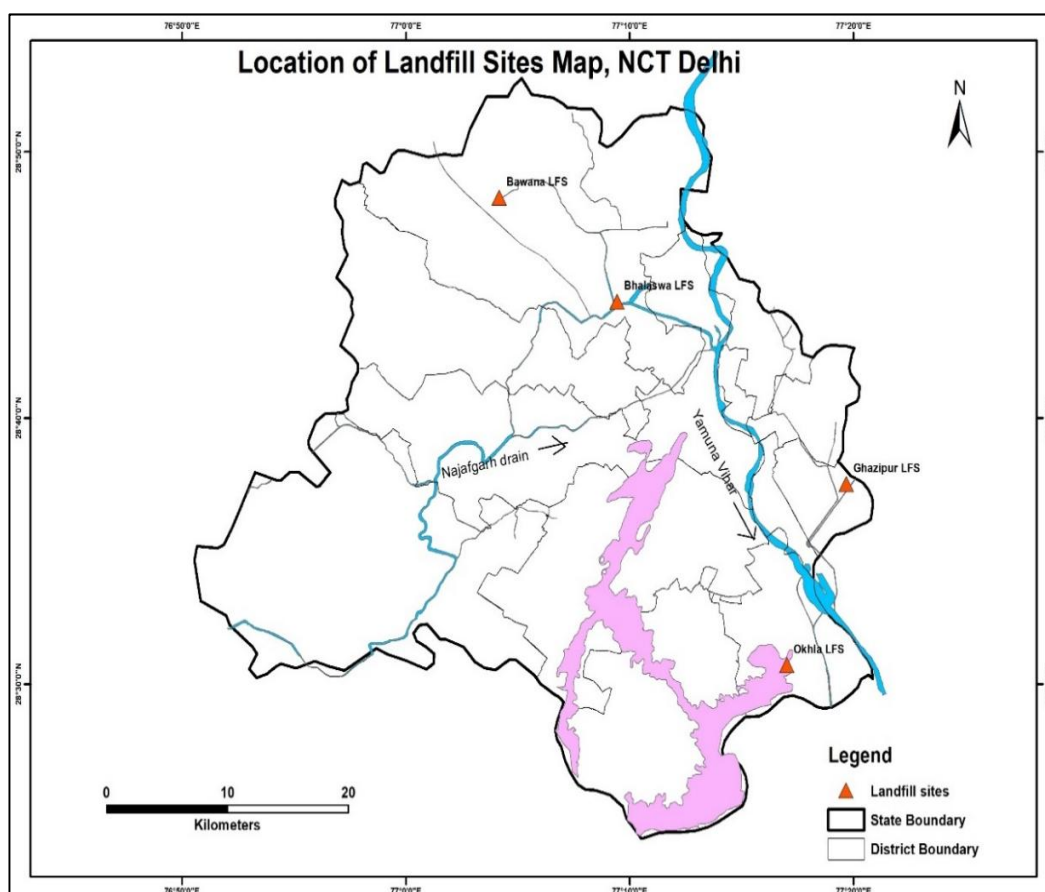 76°50'0"E
77°0'0"E
77°10'0"E
77°20'0"E
Location of Landfill Sites Map, NCT Delhi
N
28°50'0"N
Bawana LFS
Bhalaswa LFS
28°40'0"N
Najafgarh drain
Yamuna Vihar
Ghazipur LFS
Okhla LFS
28°30'0"N
Legend
Landfill sites
State Boundary
District Boundary
0 10 20
Kilometers
76°50'0"E
77°0'0"E
77°10'0"E
77°20'0"E